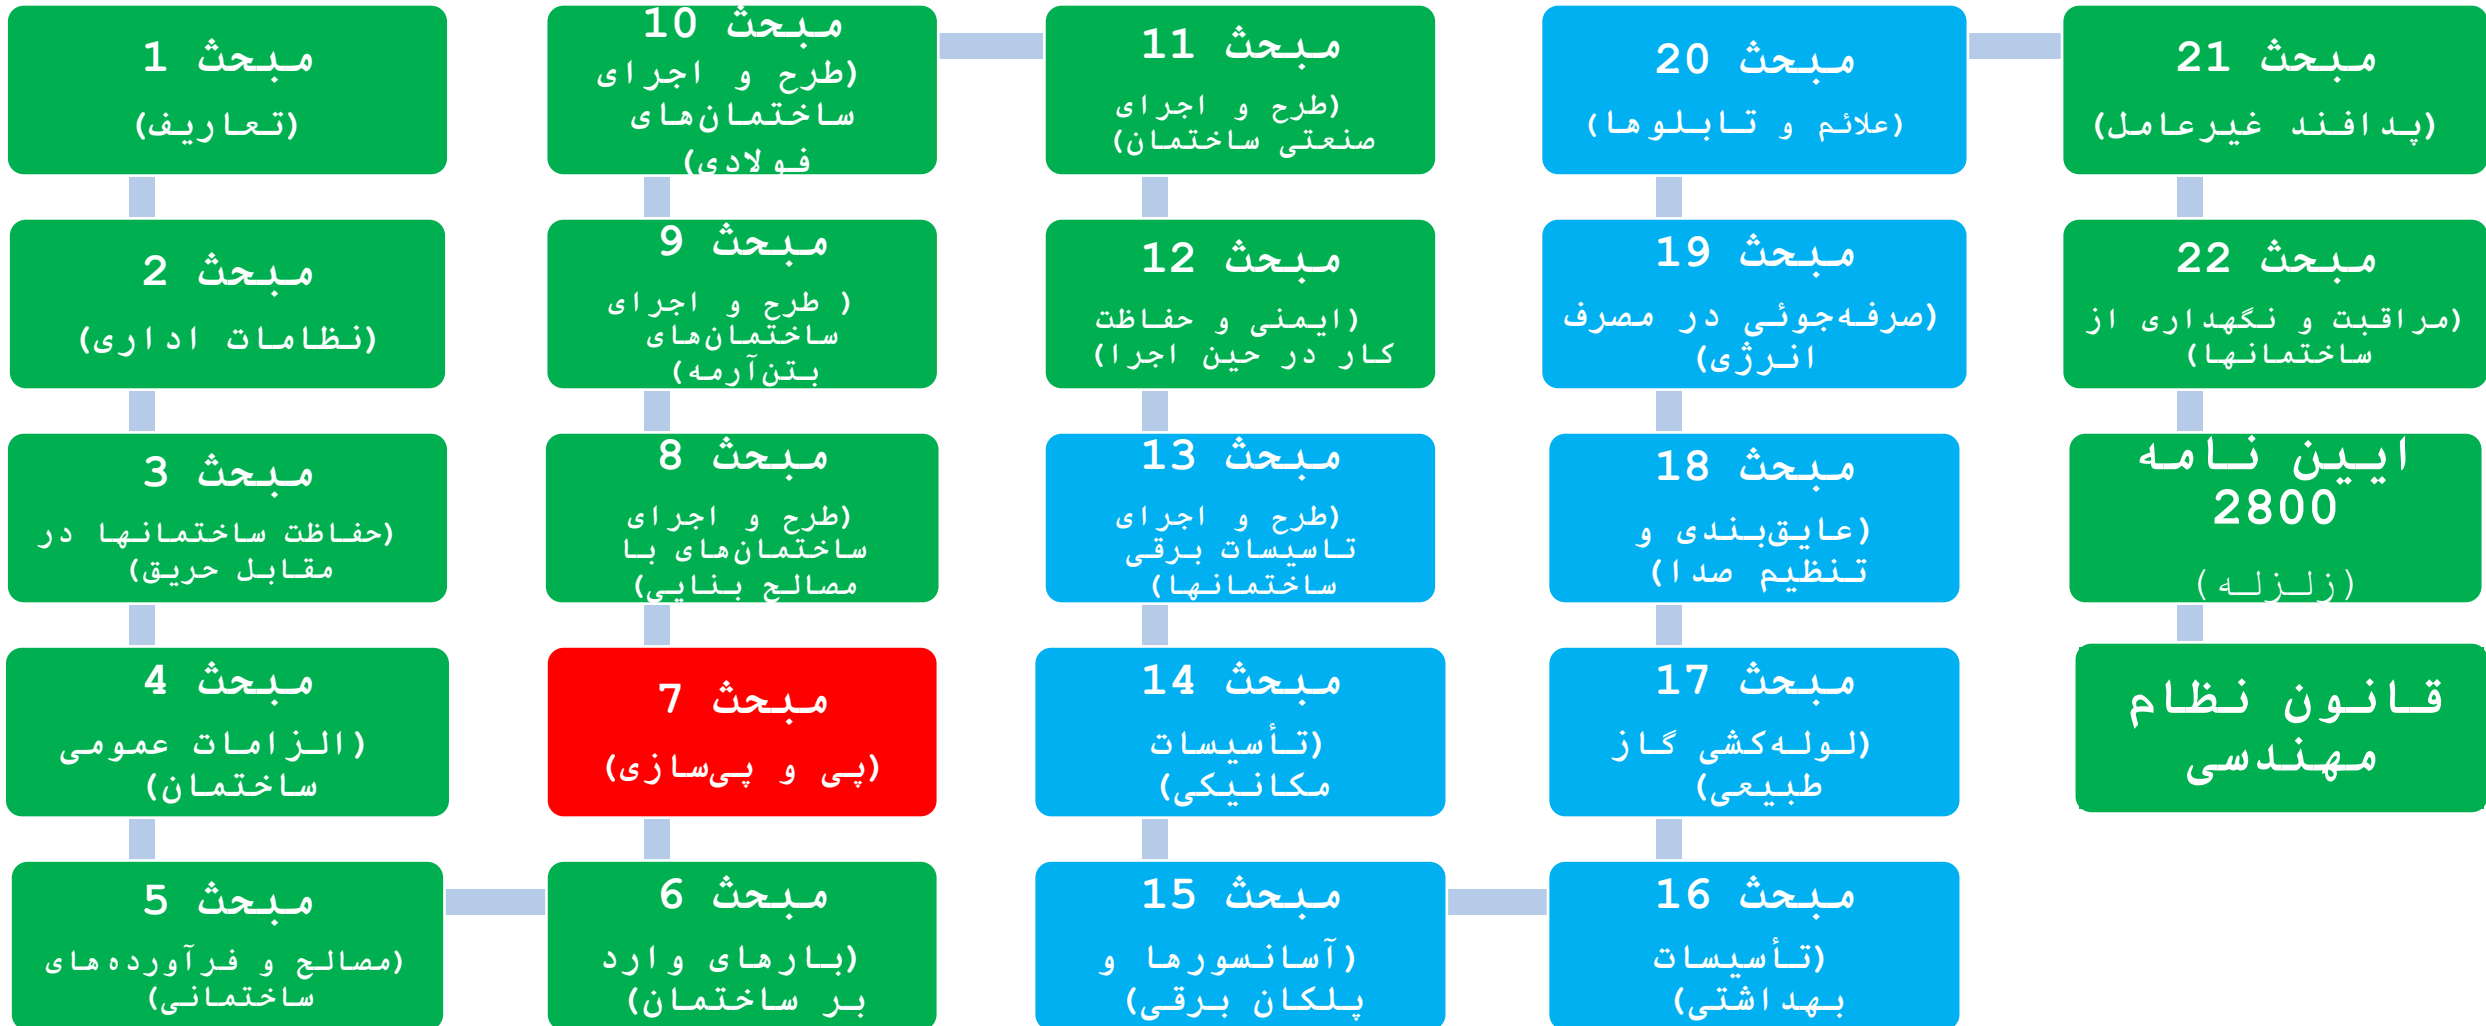 مبحث 1
(تعاریف)
مبحث 2
(نظامات اداری)
مبحث 3
(حفاظت ساختمانها در
مقابل حریق)
مبحث 4
(الزامات عمومی
ساختمان)
مبحث 5
(مصالح و فرآورده‌های
ساختمانی)
مبحث 6
(بارهای وارد
بر ساختمان)
مبحث 7
(پی و پی‌سازی)
مبحث 8
(طرح و اجرای
ساختمان‌های با
مصالح بنایی)
مبحث 9
( طرح و اجرای
ساختمان‌های
بتن‌آرمه)
مبحث 10
(طرح و اجرای
ساختمان‌های
فولادی)
مبحث 11
(طرح و اجرای
صنعتی ساختمان)
مبحث 12
(ایمنی و حفاظت
کار در حین اجرا)
مبحث 13
(طرح و اجرای
تاسیسات برقی
ساختمانها)
مبحث 14
(تأسیسات
مکانیکی)
مبحث 15
(آسانسورها و
پلکان برقی)
مبحث 16
(تأسیسات
بهداشتی)
مبحث 17
(لوله‌کشی گاز
طبیعی)
مبحث 18
(عایق‌بندی و
تنظیم صدا)
مبحث 19
(صرفه‌جوئی در مصرف
انرژی)
مبحث 20
(علائم و تابلوها)
مبحث 21
(پدافند غیرعامل)
مبحث 22
(مراقبت و نگهداری از
ساختمانها)
ایین نامه
2800
(زلزله)
قانون نظام
مهندسی